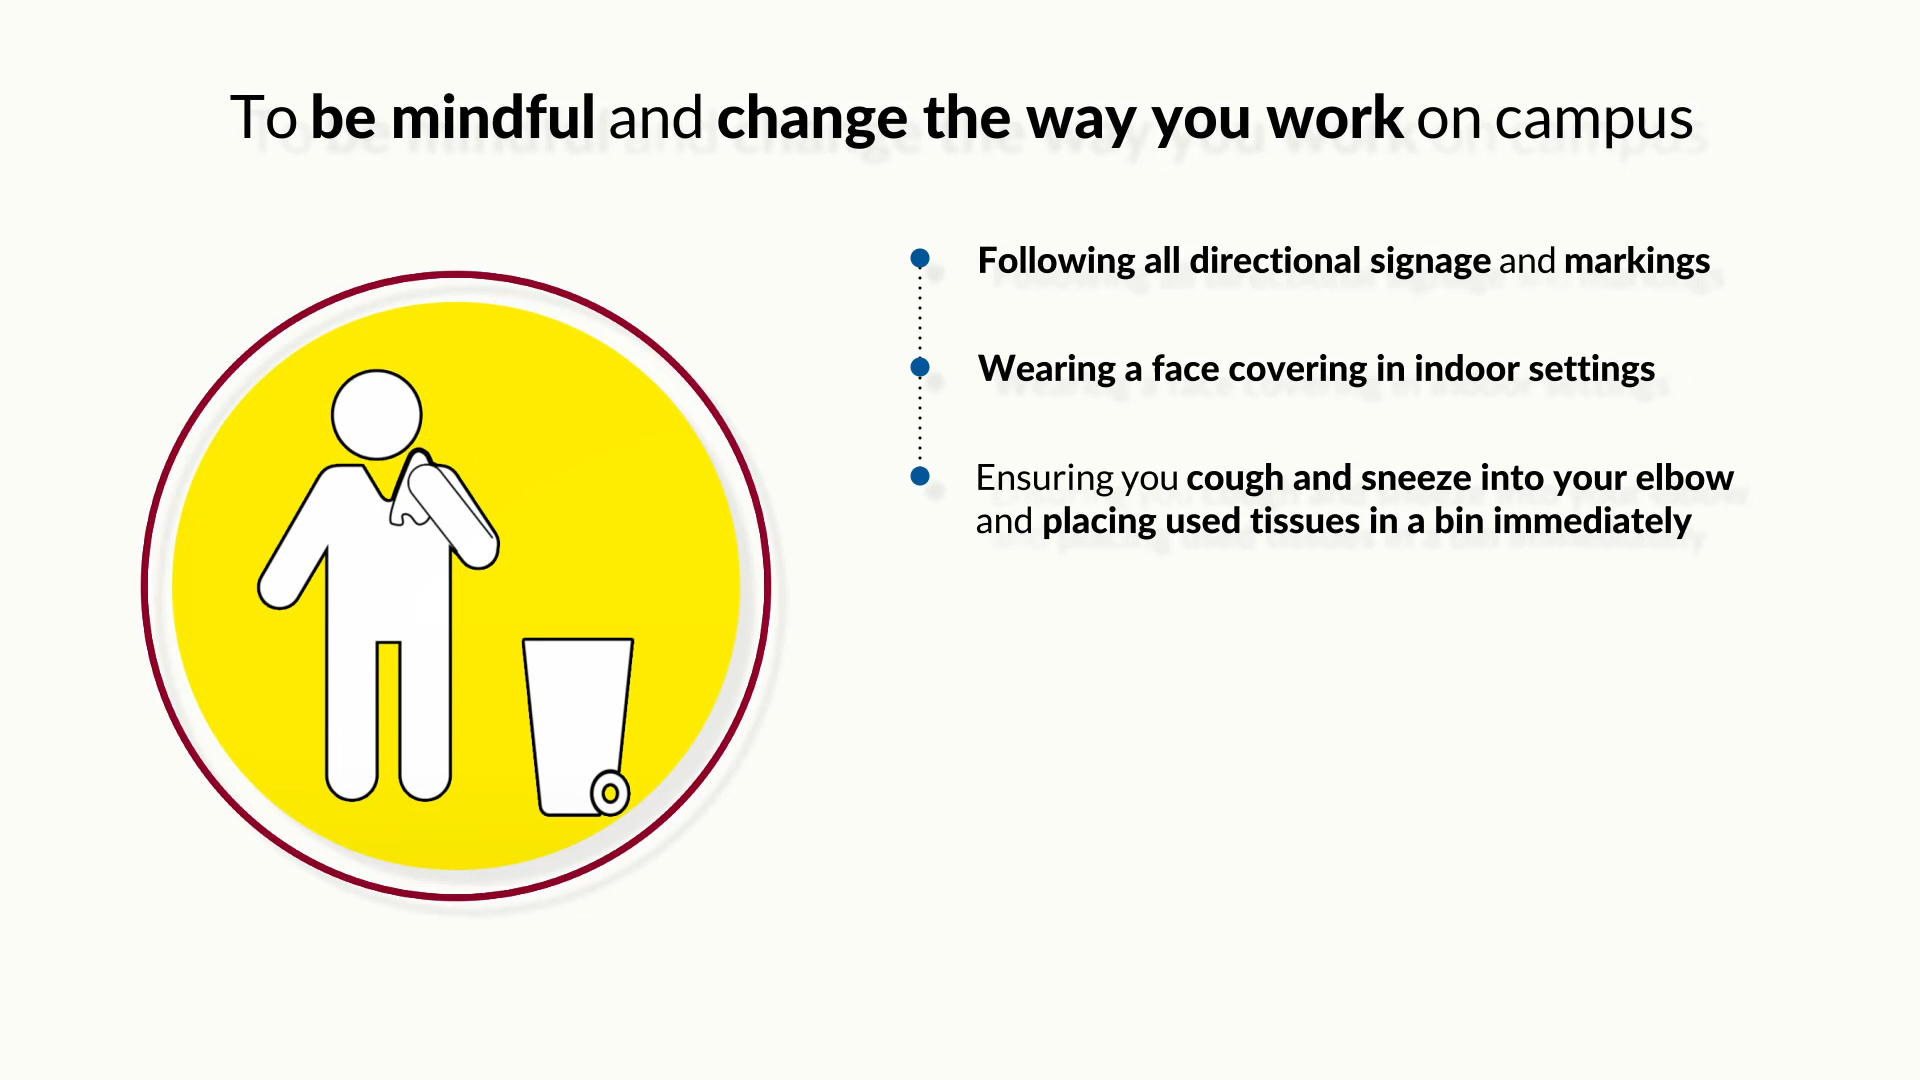 To be mindful and change the way you work on campus
Following all directional signage and markings
Wearing a face covering in indoor settings
Ensuring you cough and sneeze into your elbow
and placing used tissues in a bin immediately